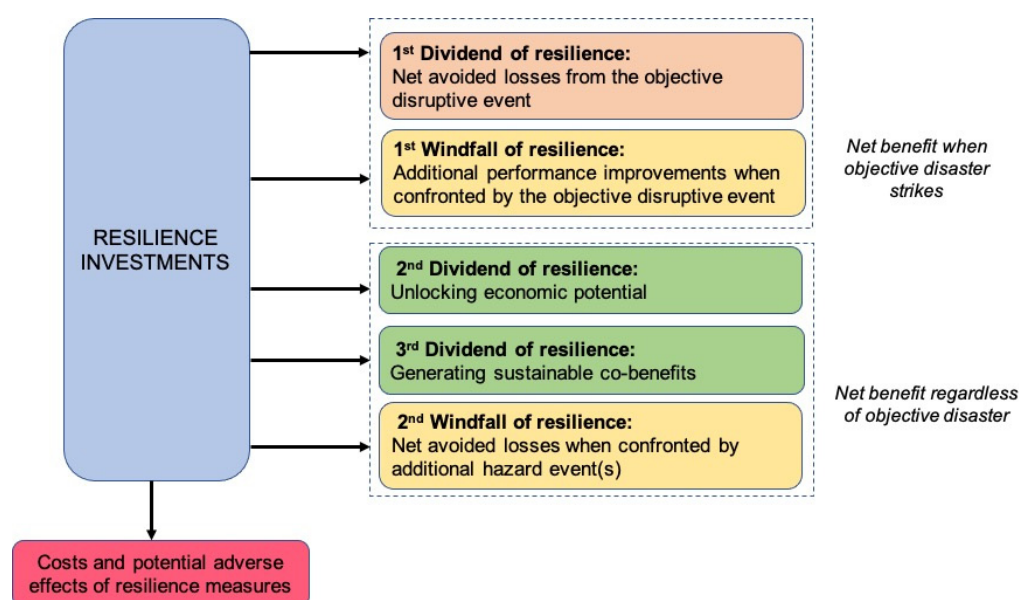 RESILIENCE
INVESTMENTS
1st Dividend of resilience:
Net avoided losses from the objective
disruptive event
1st Windfall of resilience:
Additional performance improvements when
confronted by the objective disruptive event
Net benefit when
objective disaster
strikes
2nd Dividend of resilience:
Unlocking economic potential
3rd Dividend of resilience:
Generating sustainable co-benefits
2nd Windfall of resilience:
Net avoided losses when confronted by
additional hazard event(s)
Net benefit regardless
of objective disaster
Costs and potential adverse
effects of resilience measures